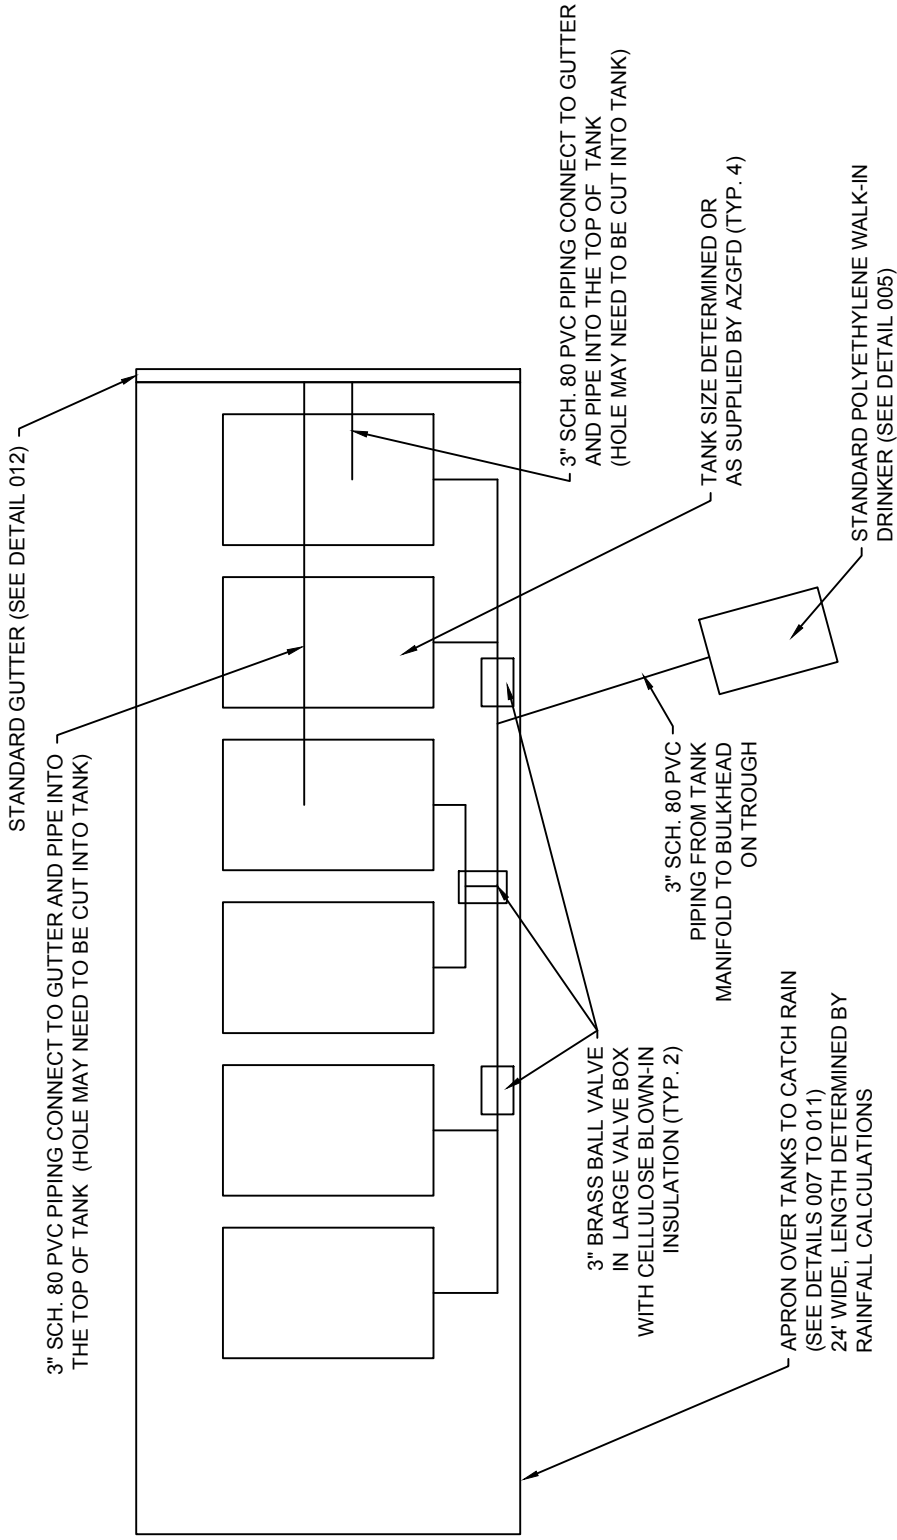 STANDARD GUTTER (SEE DETAIL 012)
3" SCH. 80 PVC PIPING CONNECT TO GUTTER AND PIPE INTO
THE TOP OF TANK (HOLE MAY NEED TO BE CUT INTO TANK)
3" SCH. 80 PVC PIPING CONNECT TO GUTTER
AND PIPE INTO THE TOP OF TANK
(HOLE MAY NEED TO BE CUT INTO TANK)
TANK SIZE DETERMINED OR
AS SUPPLIED BY AZGFD (TYP. 4)
STANDARD POLYETHYLENE WALK-IN
DRINKER (SEE DETAIL 005)
3" SCH. 80 PVC
PIPING FROM TANK
MANIFOLD TO BULKHEAD
ON TROUGH
3" BRASS BALL VALVE
IN LARGE VALVE BOX
WITH CELLULOSE BLOWN-IN
INSULATION (TYP. 2)
APRON OVER TANKS TO CATCH RAIN
(SEE DETAILS 007 TO 011)
24' WIDE, LENGTH DETERMINED BY
RAINFALL CALCULATIONS